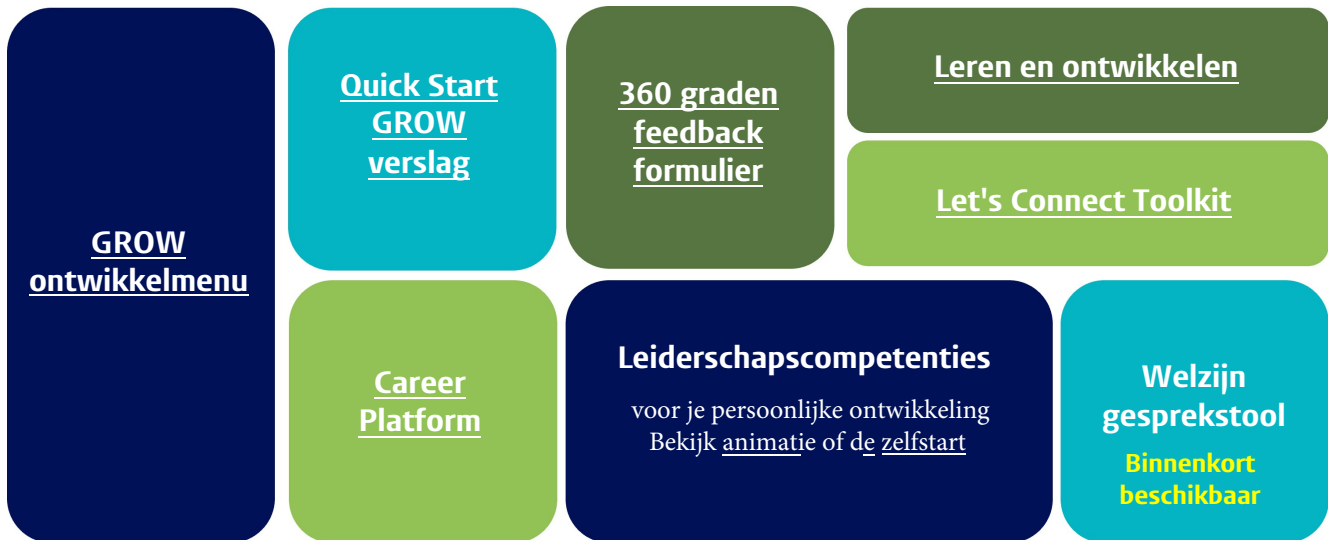 GROW
ontwikkelmenu
Quick Start
GROW
verslag
360 graden
feedback
formulier
Leren en ontwikkelen
Let's Connect Toolkit
Career
Platform
Leiderschapscompetenties
voor je persoonlijke ontwikkeling
Bekijk animatie of de zelfstart
Welzijn
gesprekstool
Binnenkort
beschikbaar